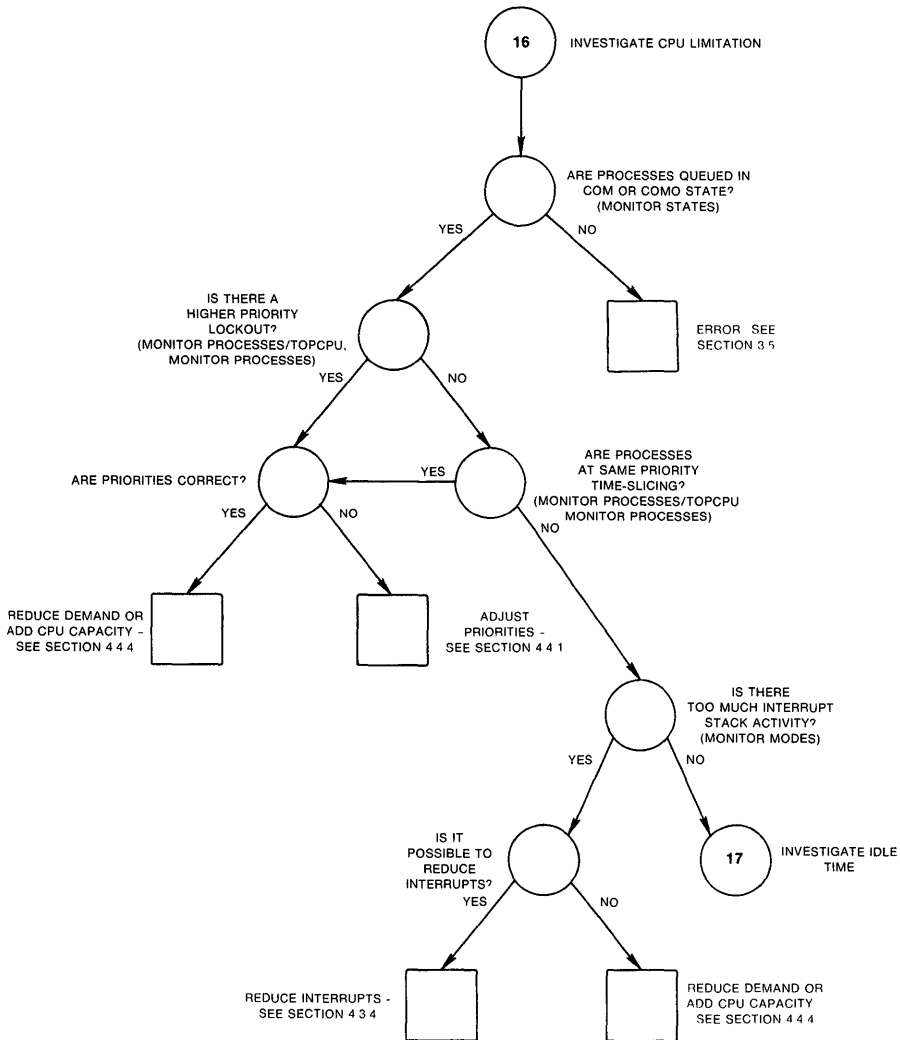 16
INVESTIGATE CPU LIMITATION
ARE PROCESSES QUEUED IN
COM OR COMO STATE?
(MONITOR STATES)
YES
NO
IS THERE A
HIGHER PRIORITY
LOCKOUT?
(MONITOR PROCESSES/TOPCPU,
MONITOR PROCESSES)
ERROR SEE
SECTION 3 5
YES
NO
ARE PRIORITIES CORRECT?
YES
ARE PROCESSES
AT SAME PRIORITY
TIME-SLICING?
(MONITOR PROCESSES/TOPCPU
MONITOR PROCESSES)
YES
NO
NO
REDUCE DEMAND OR
ADD CPU CAPACITY -
SEE SECTION 4 4 4
ADJUST
PRIORITIES -
SEE SECTION 4 4 1
IS THERE
TOO MUCH INTERRUPT
STACK ACTIVITY?
(MONITOR MODES)
YES
NO
IS IT
POSSIBLE TO
REDUCE
INTERRUPTS?
17
INVESTIGATE IDLE
TIME
YES
NO
REDUCE INTERRUPTS -
SEE SECTION 4 3 4
REDUCE DEMAND OR
ADD CPU CAPACITY
SEE SECTION 4 4 4